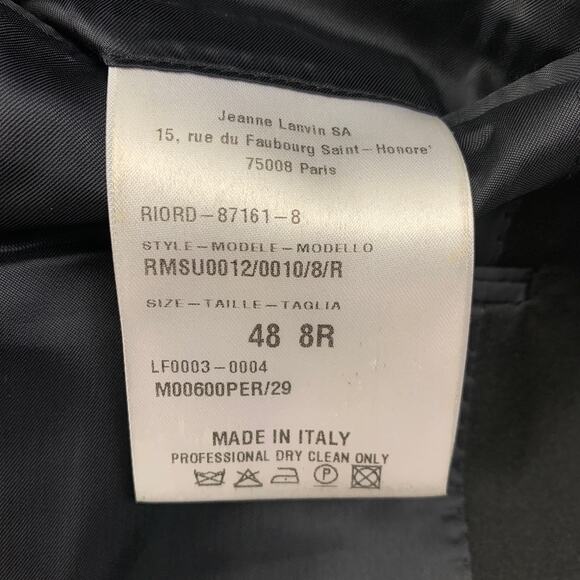 Jeanne Lanvin SA
15, rue du Faubourg Saint-Honore'
75008 Paris
RIORD-87161-8
STYLE-MODELE-MODELLO
RMSU0012/0010/8/R
SIZE-TAILLE-TAGLIA
48 8R
LF0003-0004
M00600PER/29
MADE IN ITALY
PROFESSIONAL DRY CLEAN ONLY
P